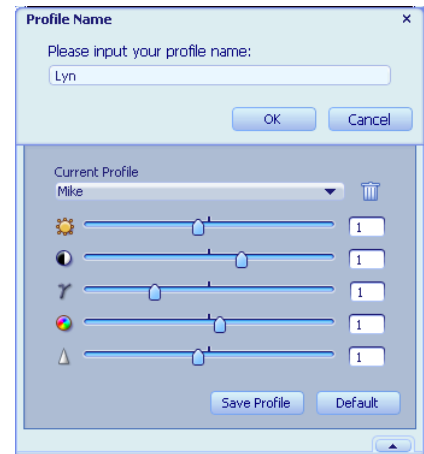 Profile Name
Please input your profile name:
Lyn
OK Cancel
Current Profile
Mike
1
1
1
1
1
Save Profile Default